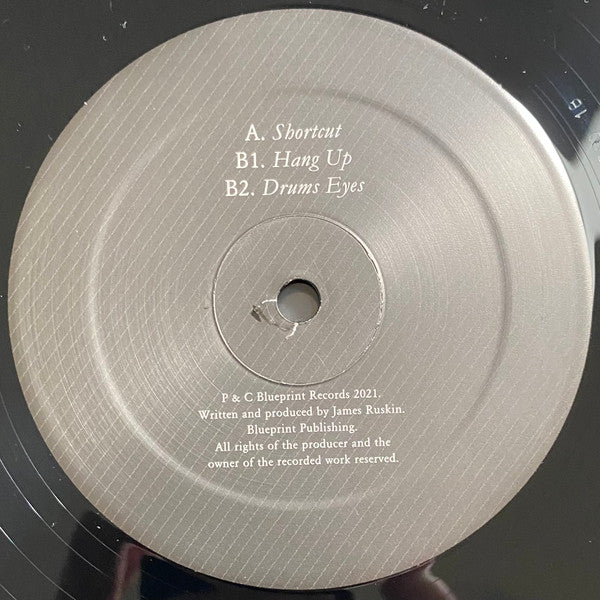 A. Shortcut
B1. Hang Up
B2. Drums Eyes
P & C Blueprint Records 2021.
Written and produced by James Ruskin.
Blueprint Publishing.
All rights of the producer and the
owner of the recorded work reserved.